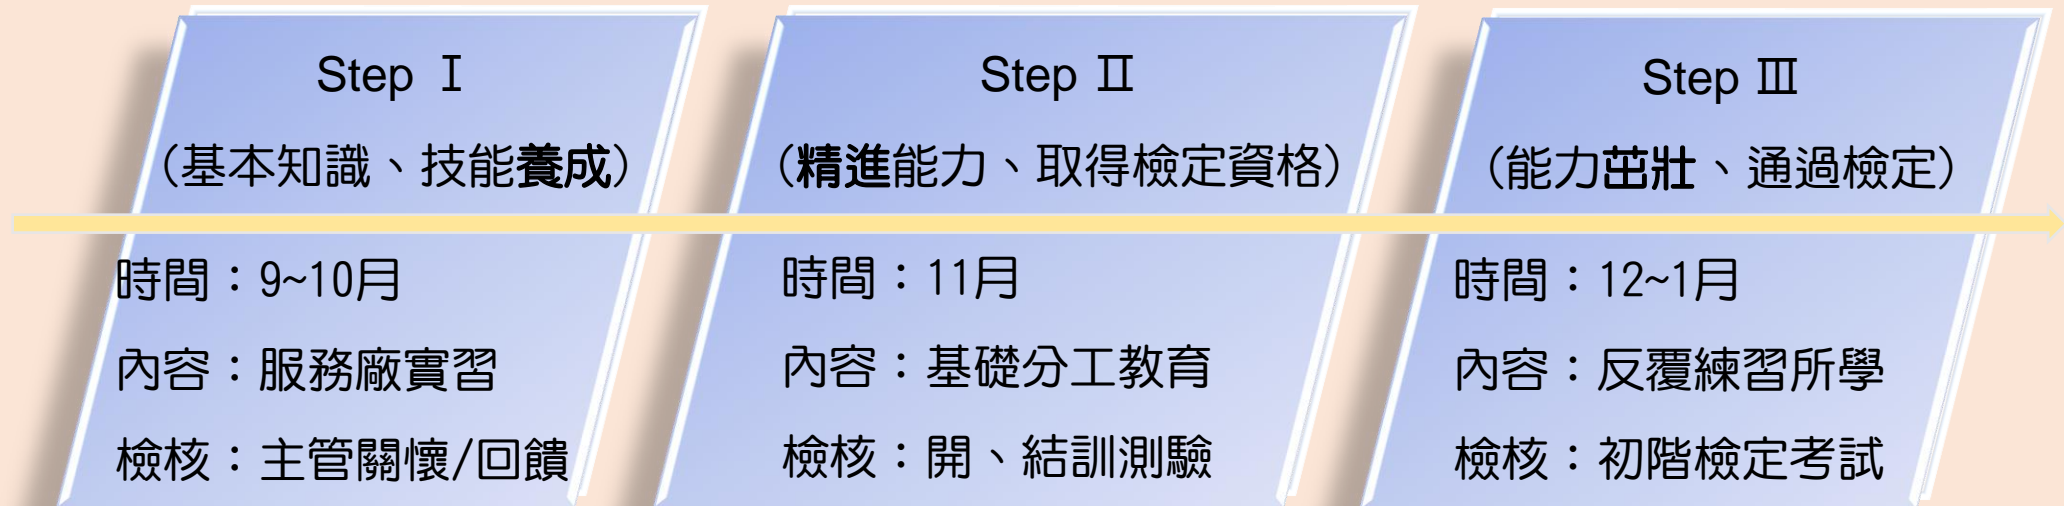 Step Ⅰ
（基本知識、技能養成）
時間：9~10月
內容：服務廠實習
檢核：主管關懷/回饋
Step Ⅱ
（精進能力、取得檢定資格）
時間：11月
內容：基礎分工教育
檢核：開、結訓測驗
Step Ⅲ
（能力茁壯、通過檢定）
時間：12~1月
內容：反覆練習所學
檢核：初階檢定考試